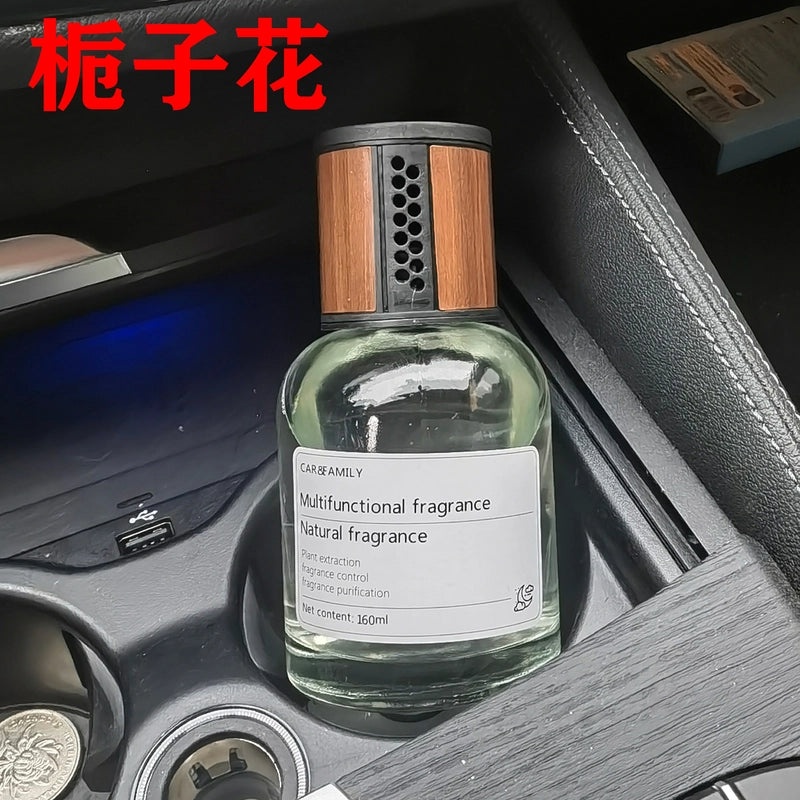 栀子花
CAR&FAMILY
Multifunctional fragrance
Natural fragrance
Plant extraction
fragrance control
fragrance purification
Net content: 160ml